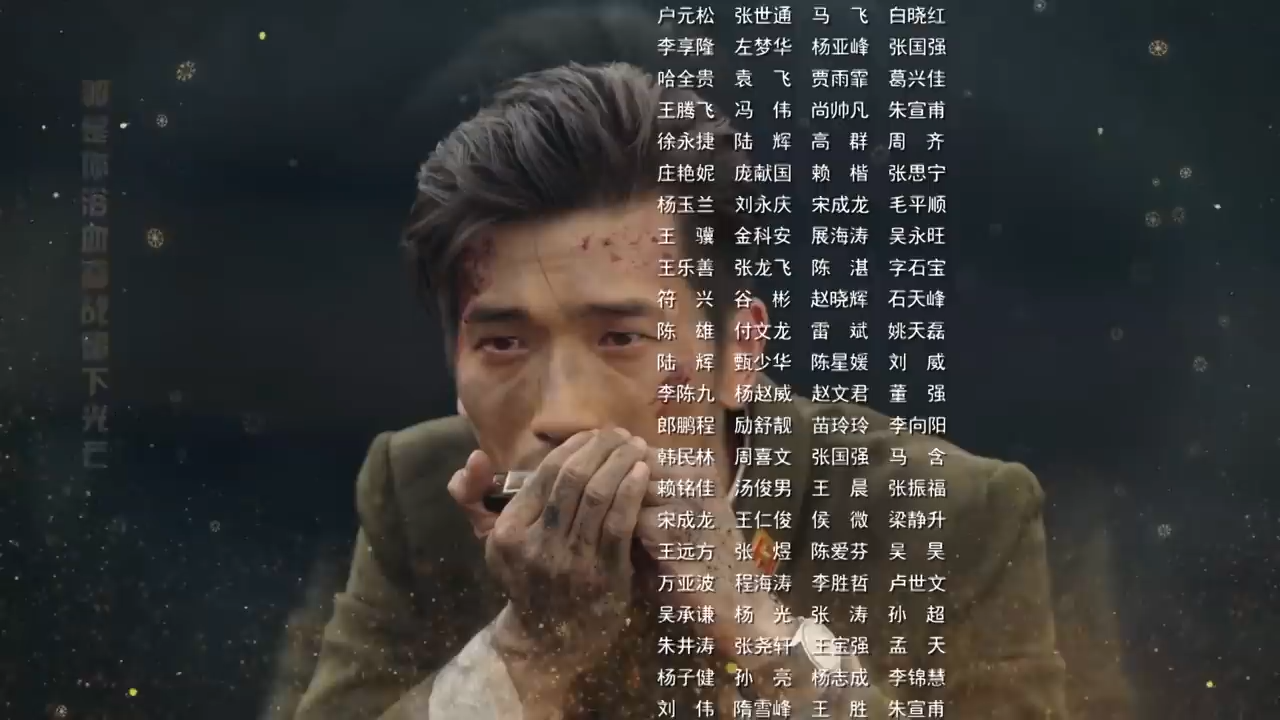 户元松 张世通 马 飞 白晓红
李享隆 左梦华 杨亚峰 张国强
哈全贵 袁 飞 贾雨霏 葛兴佳
王腾飞 冯 伟 尚帅凡 朱宣甫
徐永捷 陆 辉 高 群 周 齐
庄艳妮 庞献国 赖 楷 张思宁
杨玉兰 刘永庆 宋成龙 毛平顺
王 骥 金科安 展海涛 吴永旺
王乐善 张龙飞 陈 湛 字石宝
符 兴 谷 彬 赵晓辉 石天峰
陈 雄 付文龙 雷 斌 姚天磊
陆 辉 甄少华 陈星媛 刘 威
李陈九 杨赵威 赵文君 董 强
郎鹏程 励舒靓 苗玲玲 李向阳
韩民林 周喜文 张国强 马 含
赖铭佳 汤俊男 王 晨 张振福
宋成龙 王仁俊 侯 微 梁静升
王远方 张 煜 陈爱芬 吴 昊
万亚波 程海涛 李胜哲 卢世文
吴承谦 杨 光 张 涛 孙 超
朱井涛 张尧轩 王宝强 孟 天
杨子健 孙 亮 杨志成 李锦慧
刘 伟 隋雪峰 王 胜 朱宣甫
浴血 战 下光